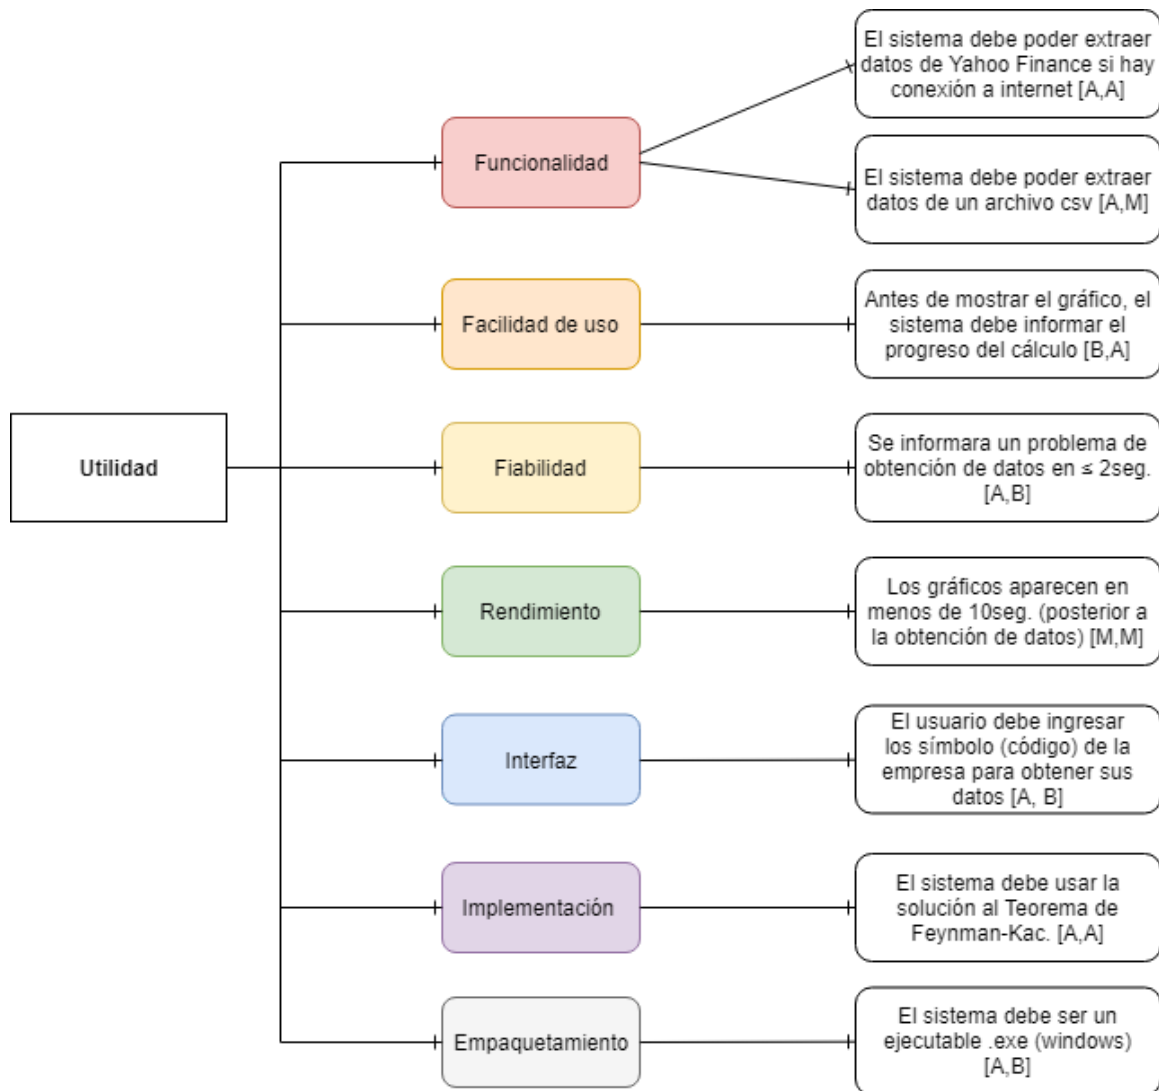 El sistema debe poder extraer
datos de Yahoo Finance si hay
conexión a internet [A,A]
Funcionalidad
El sistema debe poder extraer
datos de un archivo csv [A,M]
Antes de mostrar el gráfico, el
sistema debe informar el
progreso del cálculo [B,A]
Facilidad de uso
Utilidad
Fiabilidad
Se informara un problema de
obtención de datos en ≤ 2seg.
[A,B]
Rendimiento
Los gráficos aparecen en
menos de 10seg. (posterior a
la obtención de datos) [M,M]
Interfaz
El usuario debe ingresar
los símbolo (código) de la
empresa para obtener sus
datos [A, B]
Implementación
El sistema debe usar la
solución al Teorema de
Feynman-Kac. [A,A]
Empaquetamiento
El sistema debe ser un
ejecutable .exe (windows)
[A,B]